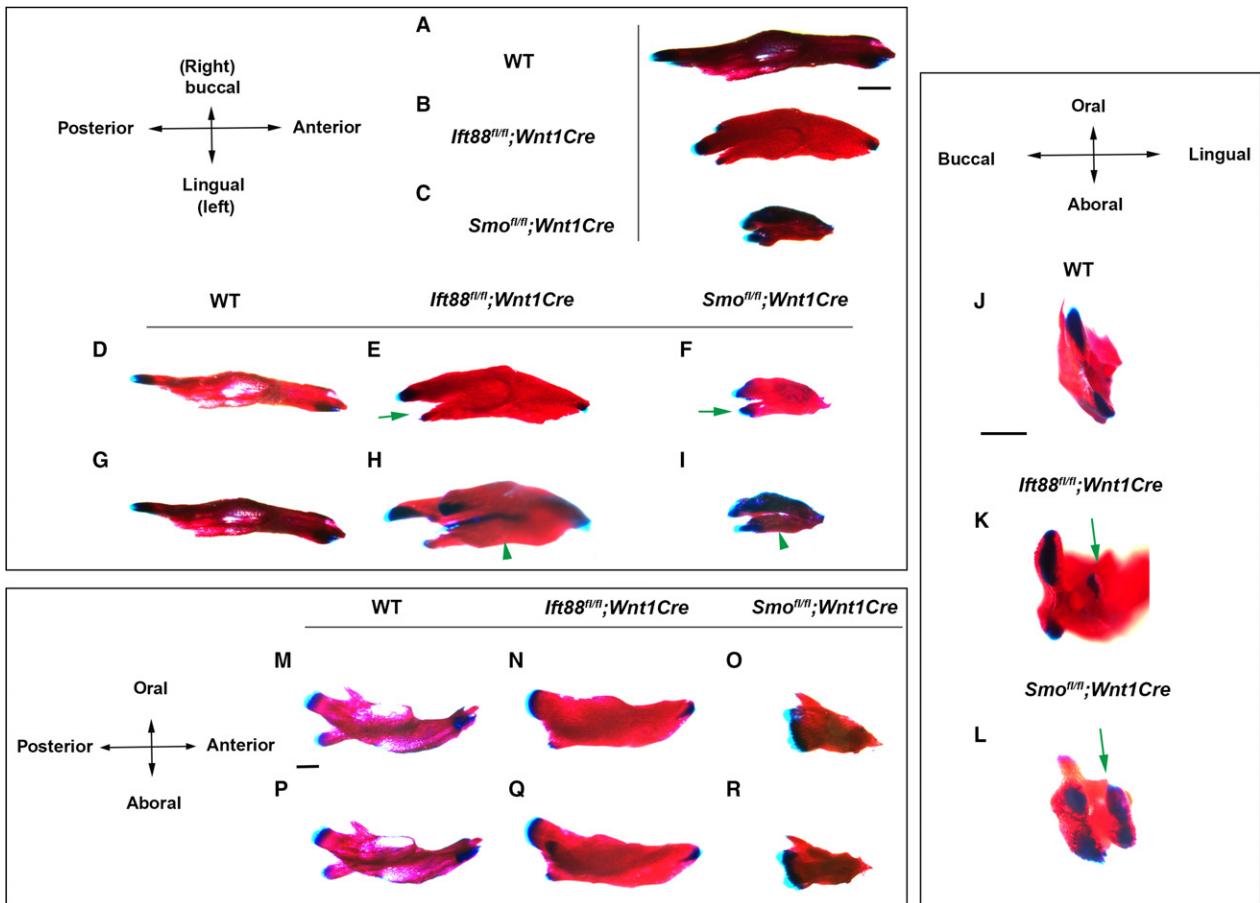 A
WT
B
Ift88fl/fl;Wnt1Cre
C
Smofl/fl;Wnt1Cre
(Right)
buccal
Posterior Anterior
Lingual
(left)
WT Ift88fl/fl;Wnt1Cre Smofl/fl;Wnt1Cre
D E F
G H I
Oral
Buccal Lingual
Aboral
WT
J
Ift88fl/fl;Wnt1Cre
K
Smofl/fl;Wnt1Cre
L
WT Ift88fl/fl;Wnt1Cre Smofl/fl;Wnt1Cre
M N O
Oral
Posterior Anterior
Aboral
P Q R